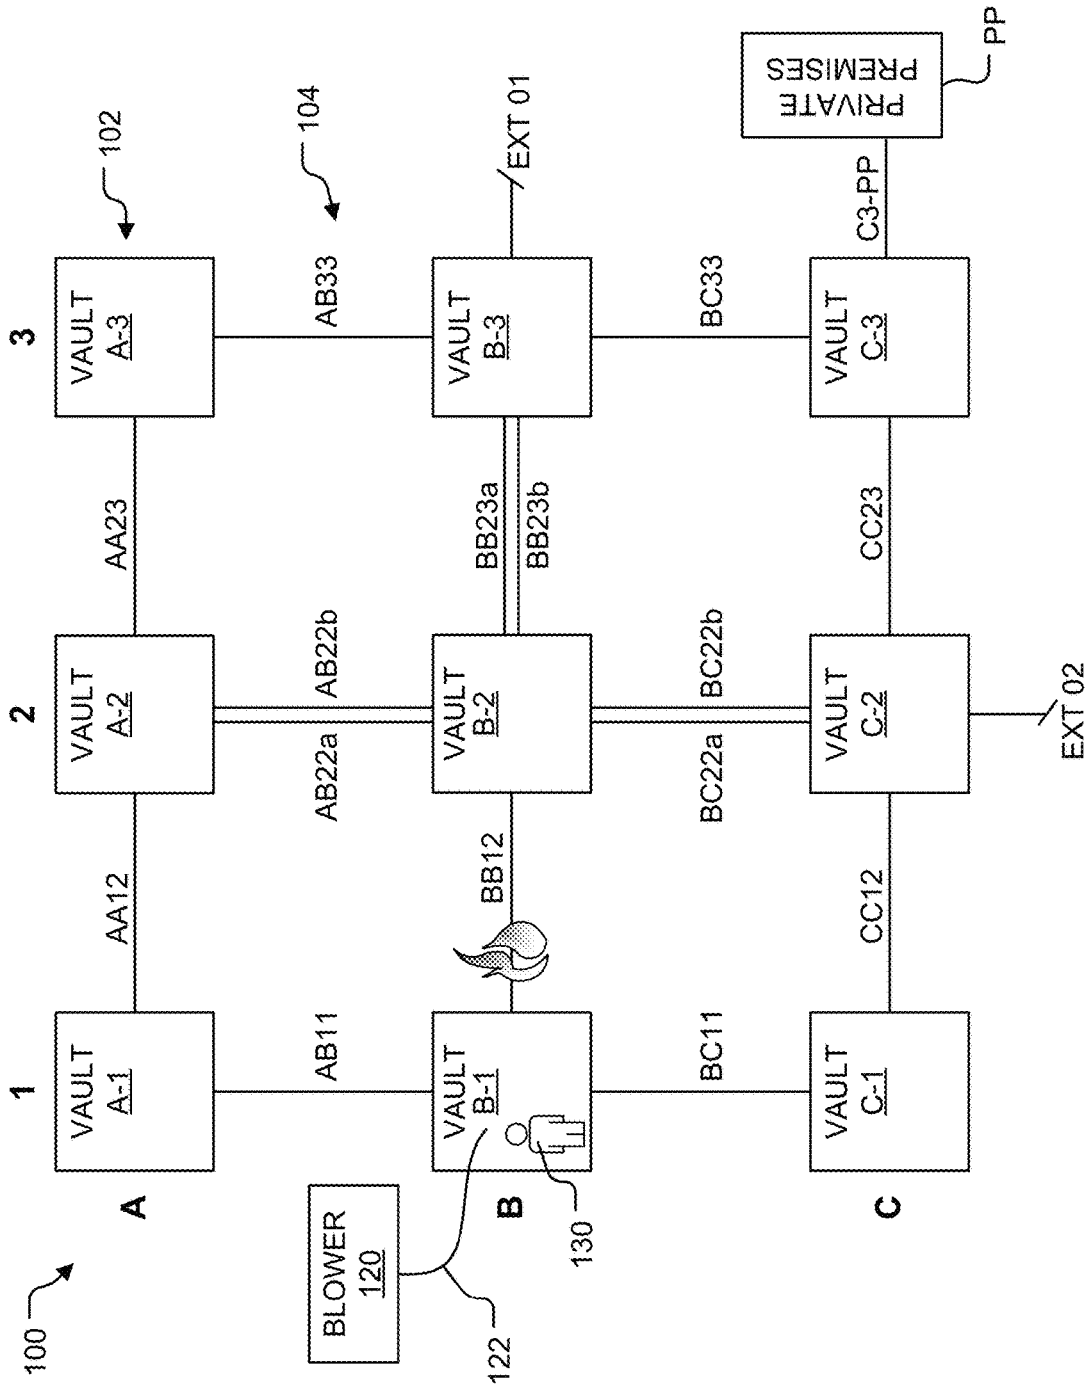 100
1
2
3
A
VAULT
A-1
AA12
VAULT
A-2
AA23
VAULT
A-3
102
BLOWER
120
AB11
AB22a
AB22b
AB33
104
122
B
VAULT
B-1
130
BB12
VAULT
B-2
BB23a
BB23b
VAULT
B-3
EXT 01
BC11
BC22a
BC22b
BC33
C
VAULT
C-1
CC12
VAULT
C-2
CC23
VAULT
C-3
C3-PP
PRIVATE
PREMISES
PP
EXT 02